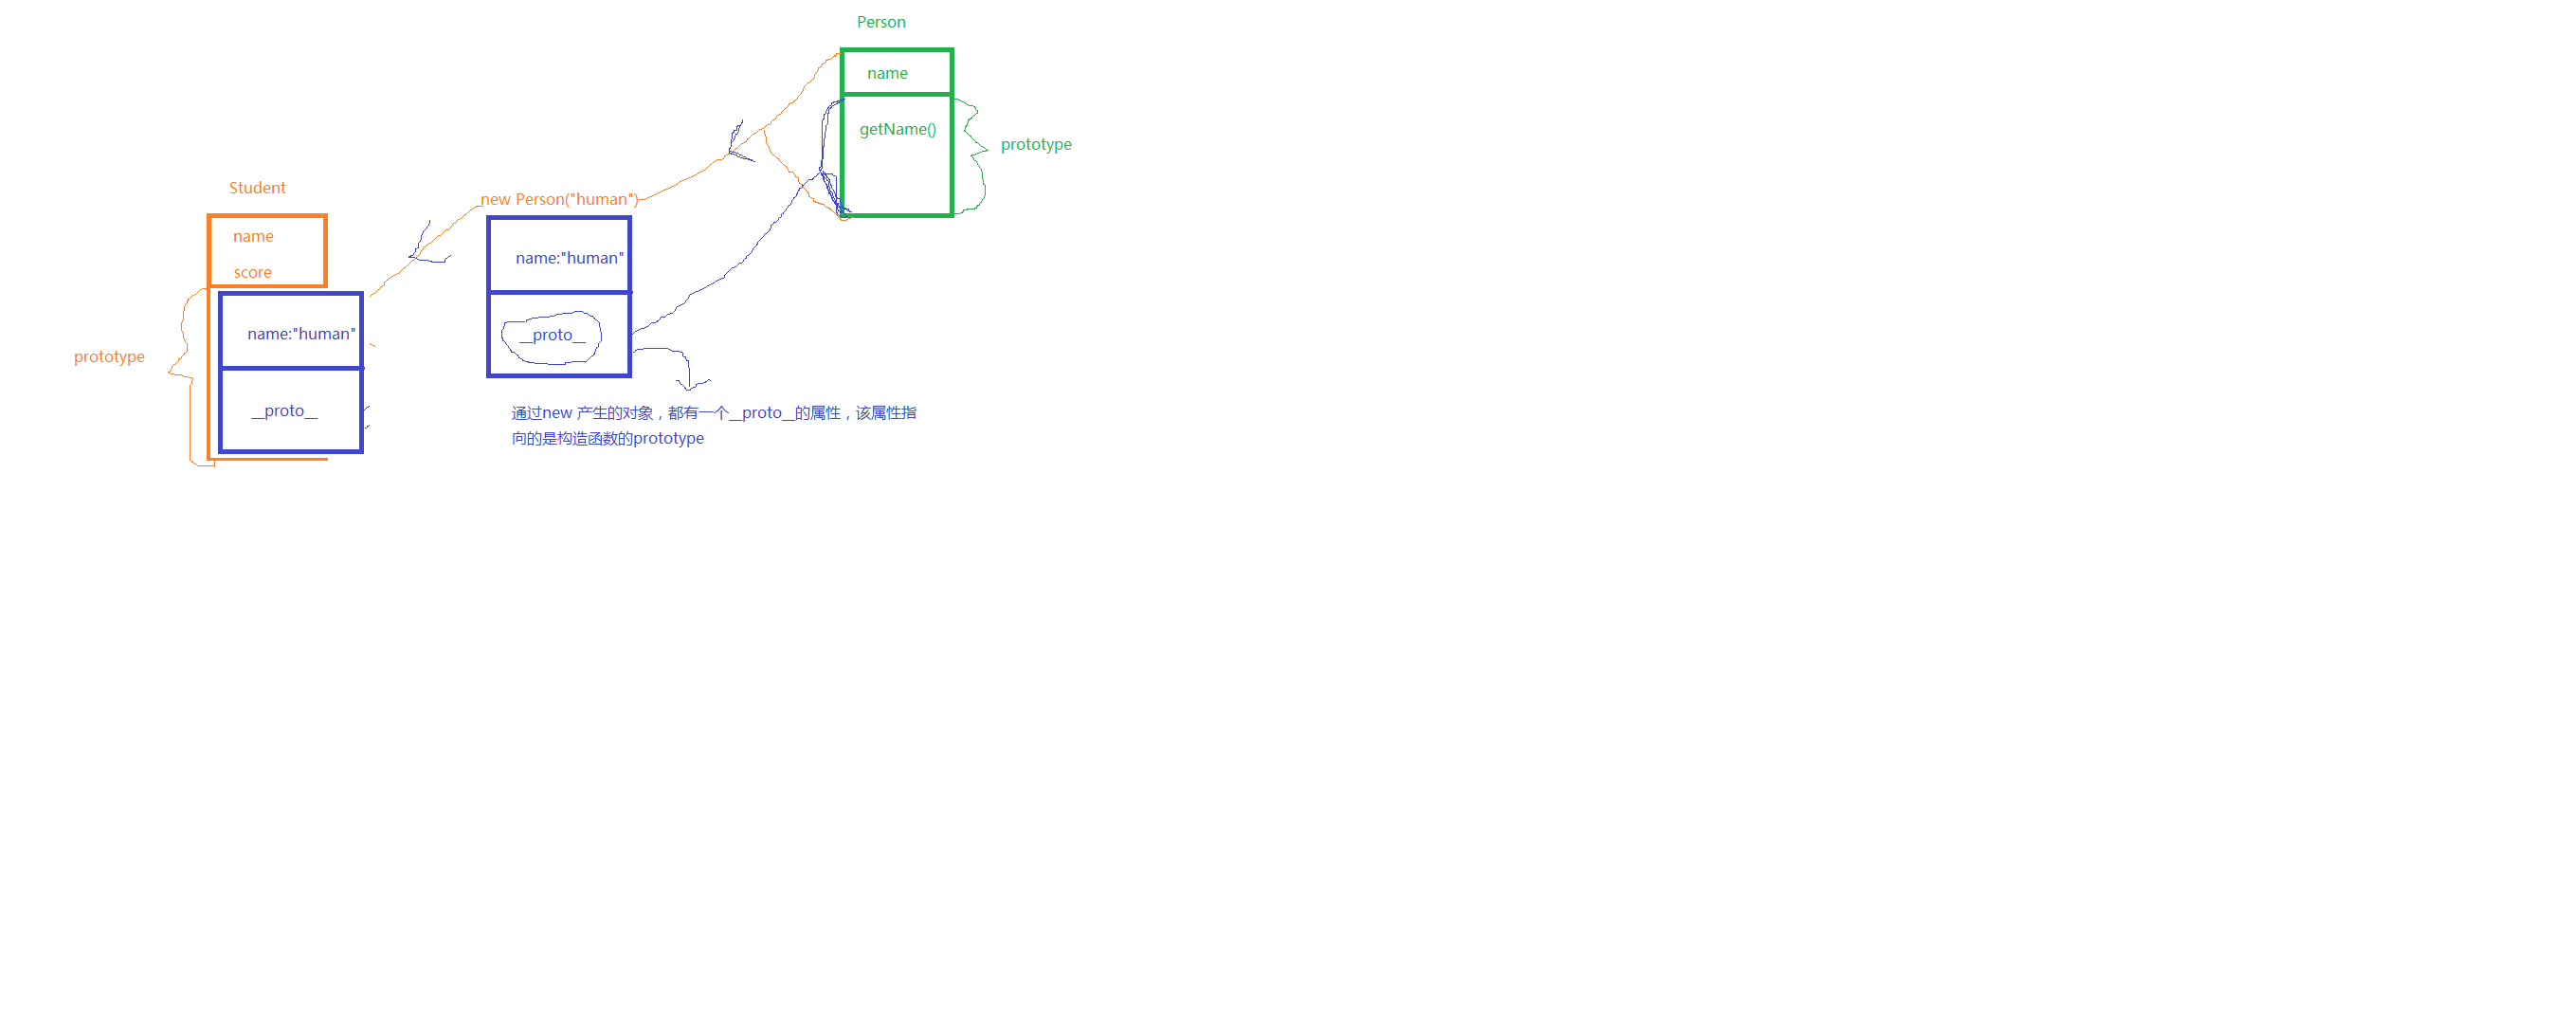 Person
name
getName()
prototype
Student
name
score
new Person("human")
name:"human"
__proto__
name:"human"
__proto__
prototype
通过new 产生的对象，都有一个__proto__的属性，该属性指
向的是构造函数的prototype